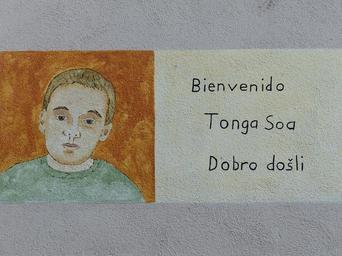 Bienvenido
Tonga Soa
Dobro došli